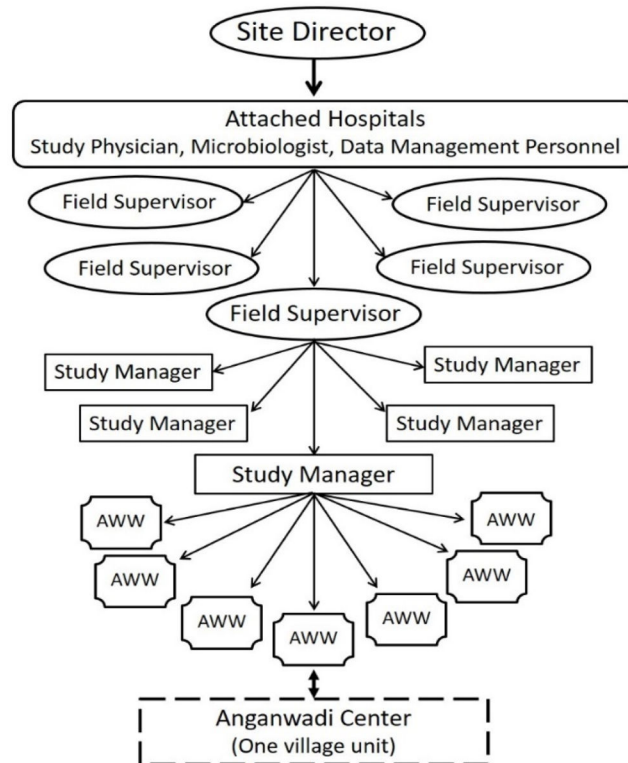 Site Director
Attached Hospitals
Study Physician, Microbiologist, Data Management Personnel
Field Supervisor
Field Supervisor
Field Supervisor
Field Supervisor
Field Supervisor
Study Manager
Study Manager
Study Manager
Study Manager
Study Manager
AWW
AWW
AWW
AWW
AWW
AWW
AWW
Anganwadi Center
(One village unit)